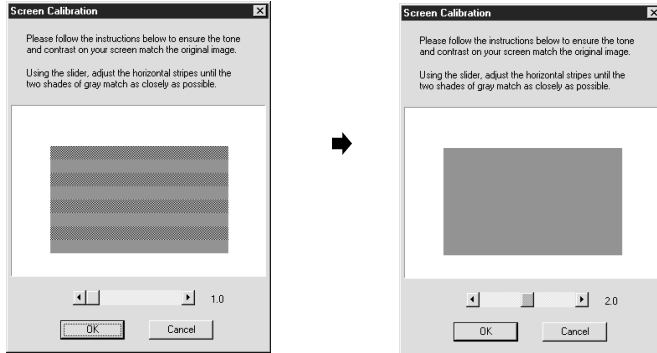 Screen Calibration
Please follow the instructions below to ensure the tone
and contrast on your screen match the original image.
Using the slider, adjust the horizontal stripes until the
two shades of gray match as closely as possible.
1.0
OK
Cancel
Screen Calibration
Please follow the instructions below to ensure the tone
and contrast on your screen match the original image.
Using the slider, adjust the horizontal stripes until the
two shades of gray match as closely as possible.
2.0
OK
Cancel